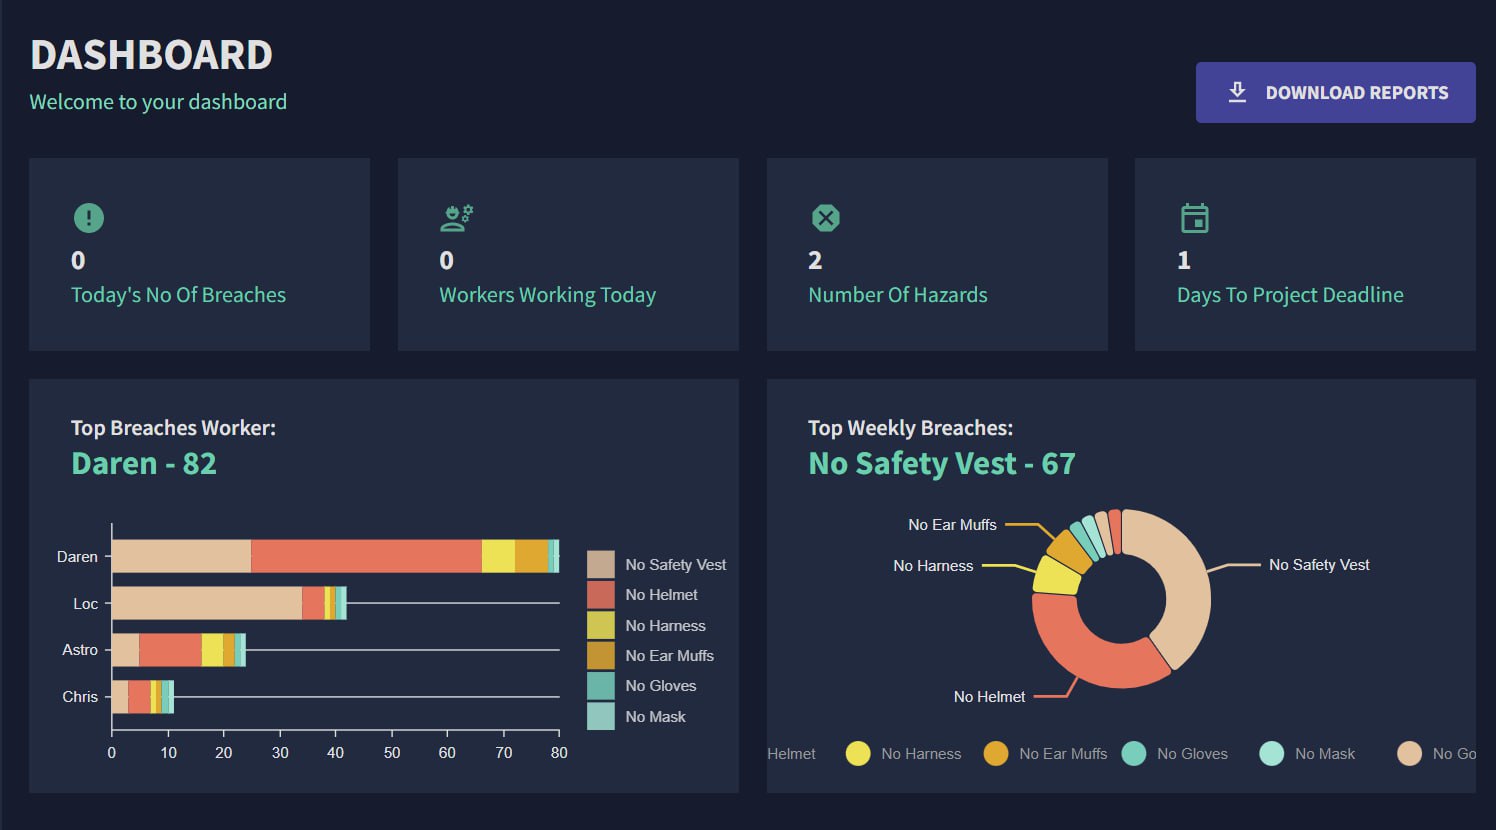 DASHBOARD
Welcome to your dashboard
DOWNLOAD REPORTS
0
Today's No Of Breaches
0
Workers Working Today
2
Number Of Hazards
1
Days To Project Deadline
Top Breaches Worker:
Daren - 82
Daren
Loc
Astro
Chris
0 10 20 30 40 50 60 70 80
No Safety Vest
No Helmet
No Harness
No Ear Muffs
No Gloves
No Mask
Top Weekly Breaches:
No Safety Vest - 67
No Ear Muffs
No Harness
No Safety Vest
No Helmet
Helmet No Harness No Ear Muffs No Gloves No Mask No Go